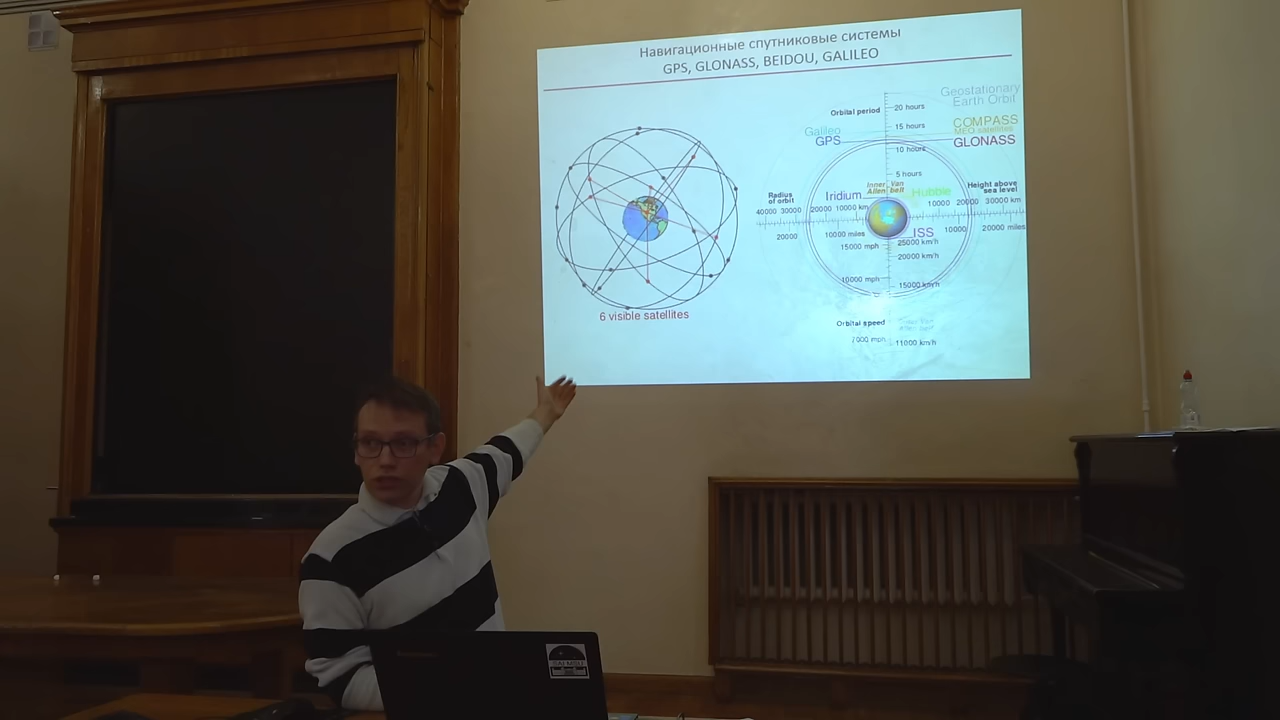 Навигационные спутниковые системы
GPS, GLONASS, BEIDOU, GALILEO
6 visible satellites
Orbital period
20 hours
15 hours
10 hours
5 hours
Geostationary
Earth Orbit
COMPASS
MEO satellites
GLONASS
Galileo
GPS
Radius
of orbit
Iridium
Inner Van
Allen belt
Hubble
Height above
sea level
40000 30000 20000 10000 km
10000 20000 30000 km
20000 10000 miles
10000 20000 miles
ISS
15000 mph
25000 km/h
20000 km/h
10000 mph
15000 km/h
Orbital speed
7000 mph
11000 km/h
SAI MSU